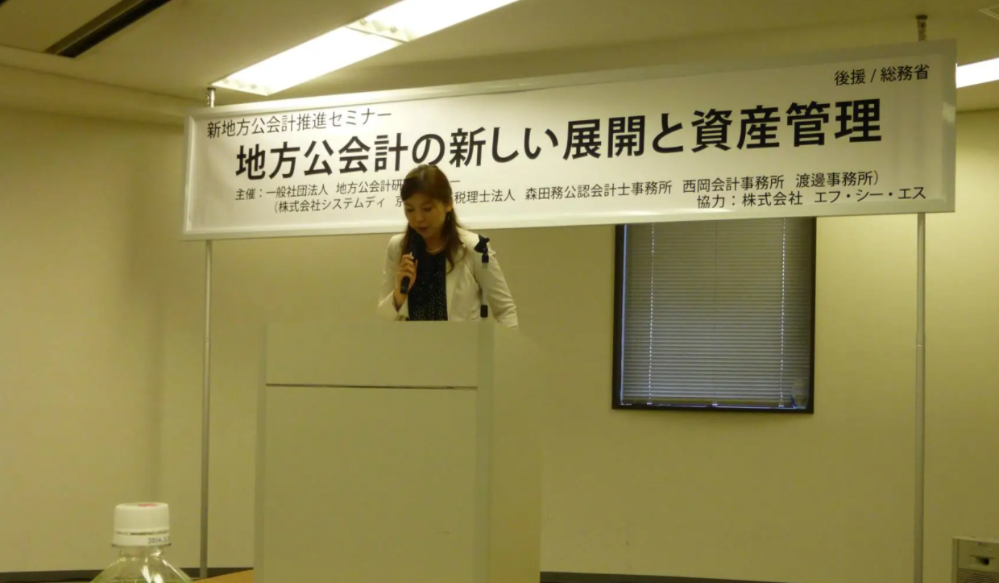 後援 / 総務省
新地方公会計推進セミナー
地方公会計の新しい展開と資産管理
主催：一般社団法人 地方公会計研 ー
（株式会社システムディ 京 税理士法人 森田務公認会計士事務所 西岡会計事務所 渡邊事務所）
協力：株式会社 エフ・シー・エス